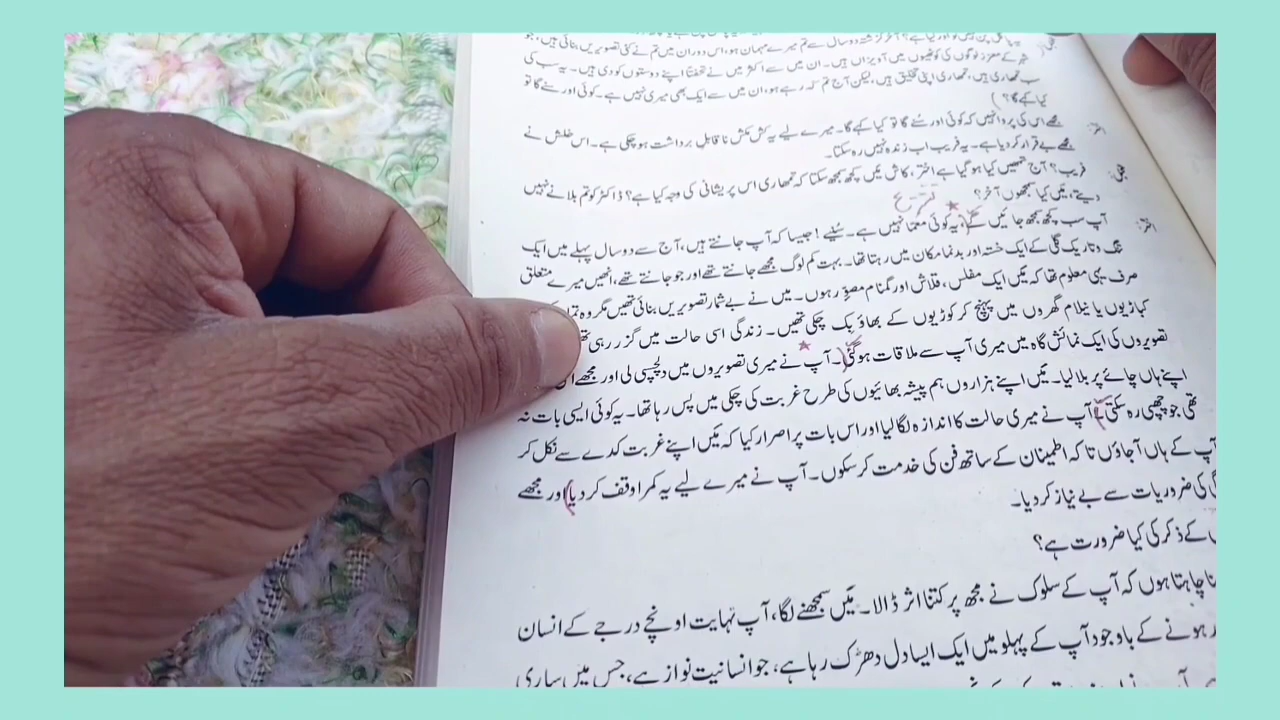 شہر کے معزز لوگوں کی کوٹھیوں میں آویزاں ہیں۔ ان میں سے اکثر میں نے تحفتاً اپنے دوستوں کو دی ہیں۔ یہ سب کی
سب تمھاری ہیں، تمھاری اپنی تخلیق ہیں، لیکن آج تم کہہ رہے ہو، ان میں سے ایک بھی میری نہیں ہے۔ کوئی اور سنے گا تو
کیا کہے گا؟
مجھے اس کی پروا نہیں کہ کوئی اور سُنے گا تو کیا کہے گا۔ میرے لیے یہ کش مکش ناقابلِ برداشت ہو چکی ہے۔ اس خلش نے
مجھے بے قرار کر دیا ہے۔ یہ فریب اب زندہ نہیں رہ سکتا۔
فریب؟ آج تمھیں کیا ہو گیا ہے اختر، کاش میں کچھ سمجھ سکتا کہ تمھاری اس پریشانی کی وجہ کیا ہے؟ ڈاکٹر کو تم بلانے نہیں
دیتے، میں کیا سمجھوں آخر؟
آپ سب کچھ سمجھ جائیں گے، یہ کوئی معمّا نہیں ہے۔ سُنیے! جیسا کہ آپ جانتے ہیں، آج سے دو سال پہلے میں ایک
تنگ و تاریک گلی کے ایک خستہ اور بدنما مکان میں رہتا تھا۔ بہت کم لوگ مجھے جانتے تھے اور جو جانتے تھے، انھیں میرے متعلق
صرف یہی معلوم تھا کہ میں ایک مفلس، قلاش اور گمنام مصوّر ہوں۔ میں نے بے شمار تصویریں بنائی تھیں مگر وہ تمام
کباڑیوں یا نیلام گھروں میں پہنچ کر کوڑیوں کے بھاؤ بِک چکی تھیں۔ زندگی اسی حالت میں گزر رہی
تصویروں کی ایک نمائش گاہ میں میری آپ سے ملاقات ہو گئی۔ آپ نے میری تصویروں میں دلچسپی لی اور مجھے
اپنے ہاں چائے پر بلا لیا۔ میں اپنے ہزاروں ہم پیشہ بھائیوں کی طرح غربت کی چکی میں پس رہا تھا۔ یہ کوئی ایسی بات نہ
تھی جو چھپی رہ سکتی۔ آپ نے میری حالت کا اندازہ لگا لیا اور اس بات پر اصرار کیا کہ میں اپنے غربت کدے سے نکل کر
آپ کے ہاں آ جاؤں تا کہ اطمینان کے ساتھ فن کی خدمت کر سکوں۔ آپ نے میرے لیے یہ کمرا وقف کر دیا اور مجھے
کی ضروریات سے بے نیاز کر دیا۔
کے ذکر کی کیا ضرورت ہے؟
چاہتا ہوں کہ آپ کے سلوک نے مجھ پر کتنا اثر ڈالا۔ میں سمجھنے لگا، آپ نہایت اونچے درجے کے انسان
ہونے کے باوجود آپ کے پہلو میں ایک ایسا دل دھڑک رہا ہے، جو انسانیت نواز ہے، جس میں ساری